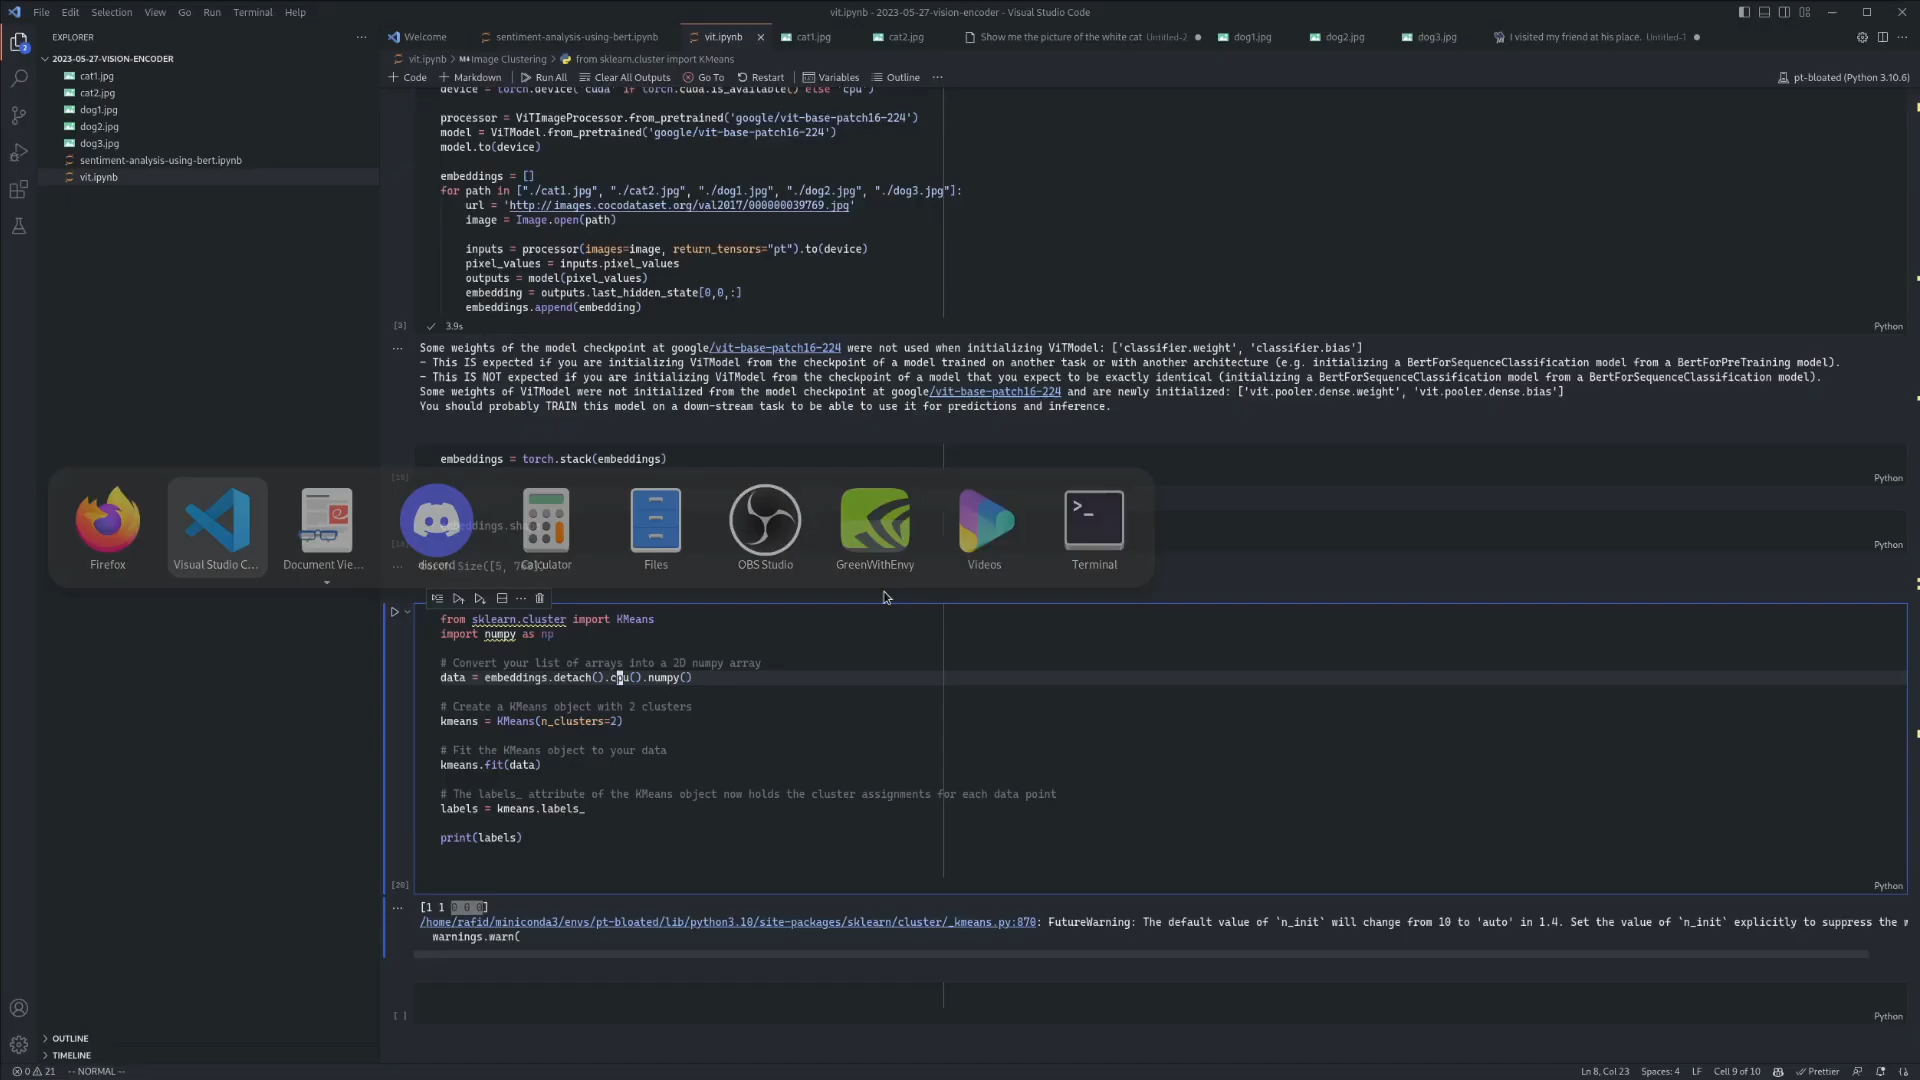 File Edit Selection View Go Run Terminal Help
vit.ipynb - 2023-05-27-vision-encoder - Visual Studio Code
EXPLORER
2023-05-27-VISION-ENCODER
cat1.jpg
cat2.jpg
dog1.jpg
dog2.jpg
dog3.jpg
sentiment-analysis-using-bert.ipynb
vit.ipynb
Welcome sentiment-analysis-using-bert.ipynb vit.ipynb cat1.jpg cat2.jpg Show me the picture of the white cat Untitled-2 dog1.jpg dog2.jpg dog3.jpg I visited my friend at his place. Untitled-1
vit.ipynb > Image Clustering > from sklearn.cluster import KMeans
Code Markdown Run All Clear All Outputs Go To Restart Variables Outline
pt-bloated (Python 3.10.6)
device = torch.device('cuda' if torch.cuda.is_available() else 'cpu')
processor = ViTImageProcessor.from_pretrained('google/vit-base-patch16-224')
model = ViTModel.from_pretrained('google/vit-base-patch16-224')
model.to(device)
embeddings = []
for path in ["./cat1.jpg", "./cat2.jpg", "./dog1.jpg", "./dog2.jpg", "./dog3.jpg"]:
url = 'http://images.cocodataset.org/val2017/000000039769.jpg'
image = Image.open(path)
inputs = processor(images=image, return_tensors="pt").to(device)
pixel_values = inputs.pixel_values
outputs = model(pixel_values)
embedding = outputs.last_hidden_state[0,0,:]
embeddings.append(embedding)
[3] 3.9s Python
Some weights of the model checkpoint at google/vit-base-patch16-224 were not used when initializing ViTModel: ['classifier.weight', 'classifier.bias']
- This IS expected if you are initializing ViTModel from the checkpoint of a model trained on another task or with another architecture (e.g. initializing a BertForSequenceClassification model from a BertForPreTraining model).
- This IS NOT expected if you are initializing ViTModel from the checkpoint of a model that you expect to be exactly identical (initializing a BertForSequenceClassification model from a BertForSequenceClassification model).
Some weights of ViTModel were not initialized from the model checkpoint at google/vit-base-patch16-224 and are newly initialized: ['vit.pooler.dense.weight', 'vit.pooler.dense.bias']
You should probably TRAIN this model on a down-stream task to be able to use it for predictions and inference.
embeddings = torch.stack(embeddings)
Python
Python
Firefox Visual Studio C... Document Vie... discord Calculator Files OBS Studio GreenWithEnvy Videos Terminal
from sklearn.cluster import KMeans
import numpy as np
# Convert your list of arrays into a 2D numpy array
data = embeddings.detach().cpu().numpy()
# Create a KMeans object with 2 clusters
kmeans = KMeans(n_clusters=2)
# Fit the KMeans object to your data
kmeans.fit(data)
# The labels_ attribute of the KMeans object now holds the cluster assignments for each data point
labels = kmeans.labels_
print(labels)
[20] Python
[1 1 0 0 0]
/home/rafid/miniconda3/envs/pt-bloated/lib/python3.10/site-packages/sklearn/cluster/_kmeans.py:870: FutureWarning: The default value of `n_init` will change from 10 to 'auto' in 1.4. Set the value of `n_init` explicitly to suppress the w
warnings.warn(
[ ] Python
OUTLINE
TIMELINE
0 21 -- NORMAL -- Ln 8, Col 23 Spaces: 4 LF Cell 9 of 10 Prettier